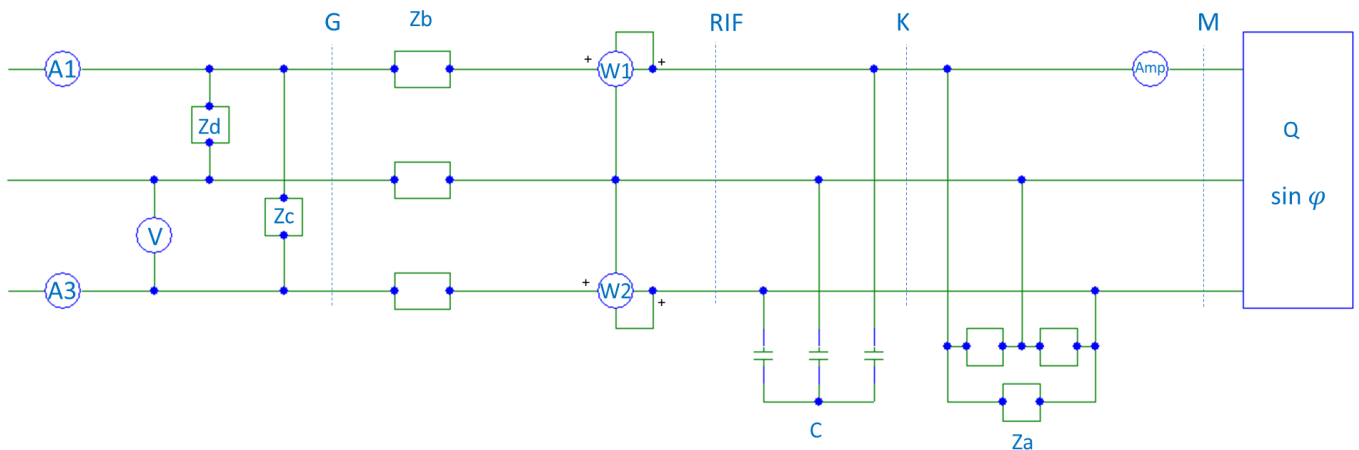 G
Zb
RIF
K
M
A1
+
W1
+
Amp
Zd
Q
Zc
sin φ
V
A3
+
W2
+
C
Za